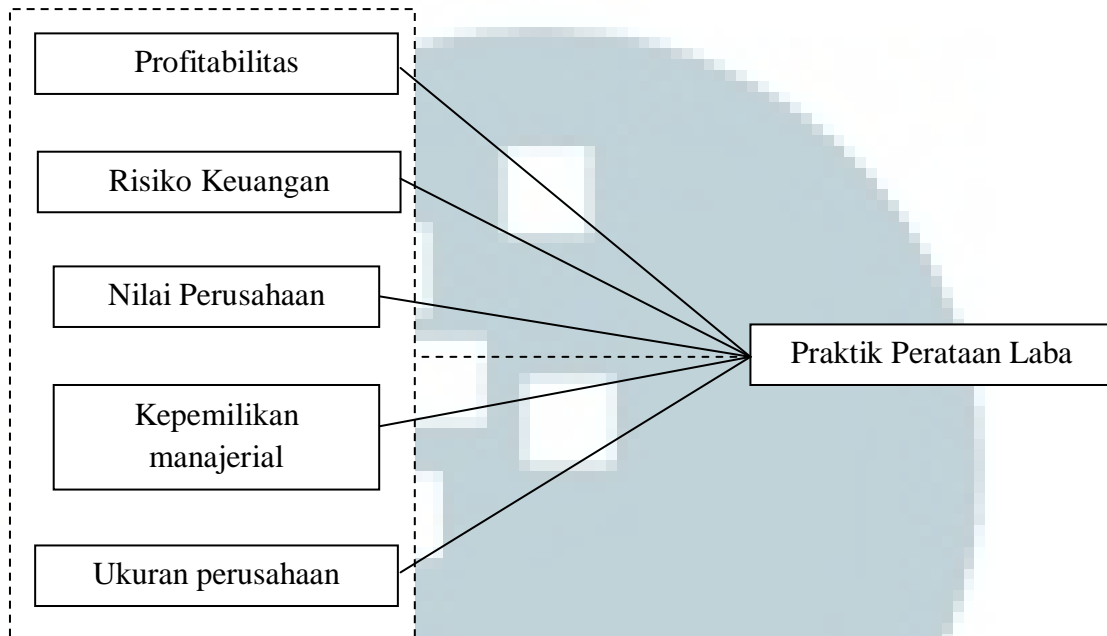 Profitabilitas
Risiko Keuangan
Nilai Perusahaan
Praktik Perataan Laba
Kepemilikan
manajerial
Ukuran perusahaan